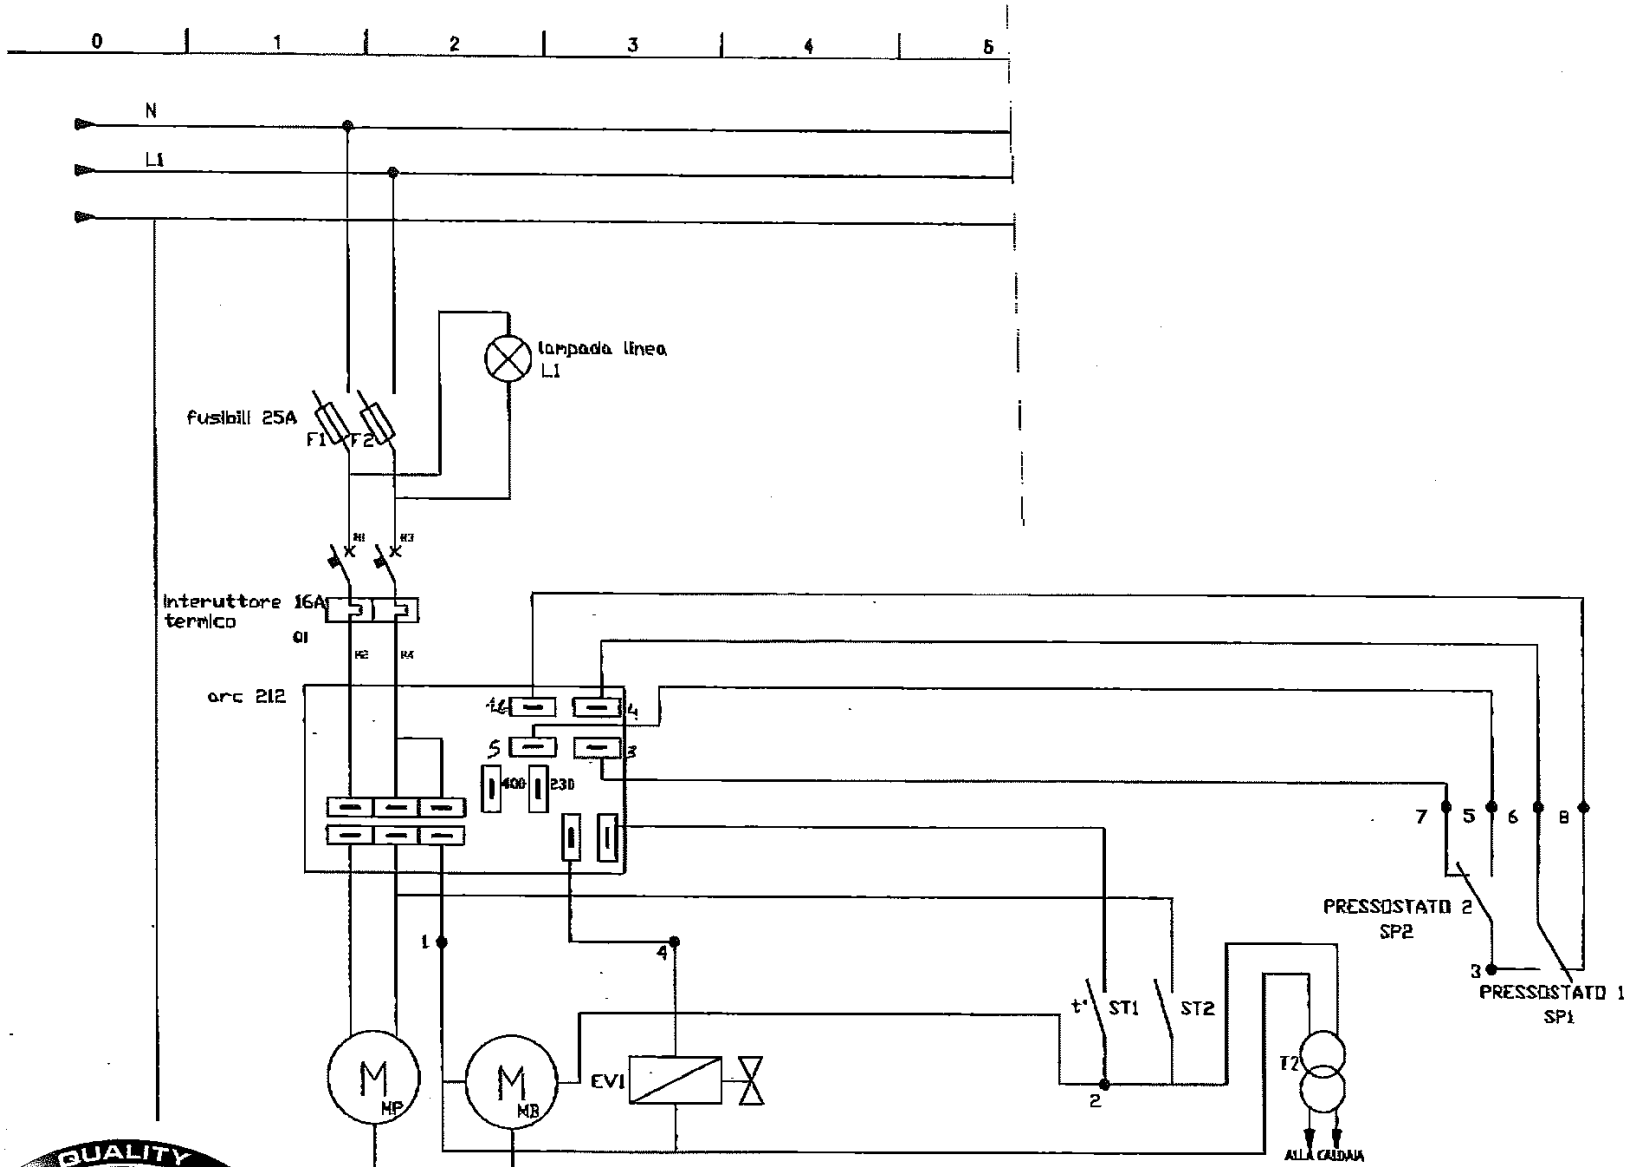 0 1 2 3 4 5
N
L1
lampada linea
L1
fusibili 25A
F1 F2
Interuttore 16A
termico
Q1
arc 212
4
5 3
400 230
7 5 6 8
PRESSOSTATO 2
SP2
1
4
3
PRESSOSTATO 1
SP1
t° ST1 ST2
T2
M
MP
M
MB
EV1
2
ALLA CALDAIA
QUALITY